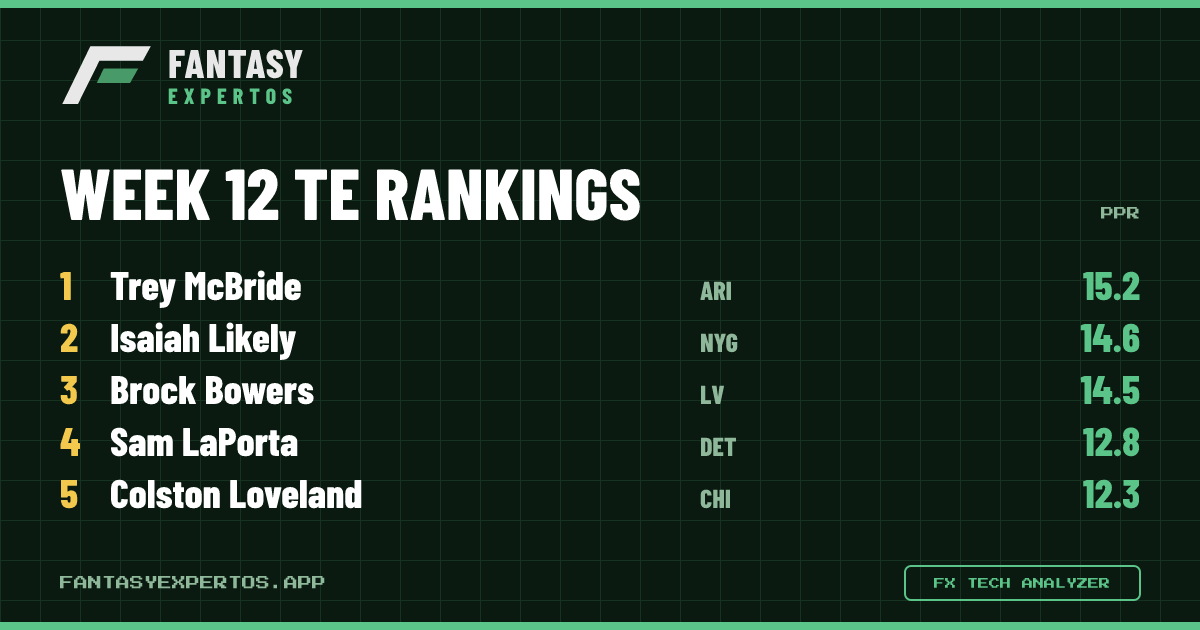 FANTASY
EXPERTOS
WEEK 12 TE RANKINGS
PPR
1 Trey McBride ARI 15.2
2 Isaiah Likely NYG 14.6
3 Brock Bowers LV 14.5
4 Sam LaPorta DET 12.8
5 Colston Loveland CHI 12.3
FANTASYEXPERTOS.APP
FX TECH ANALYZER